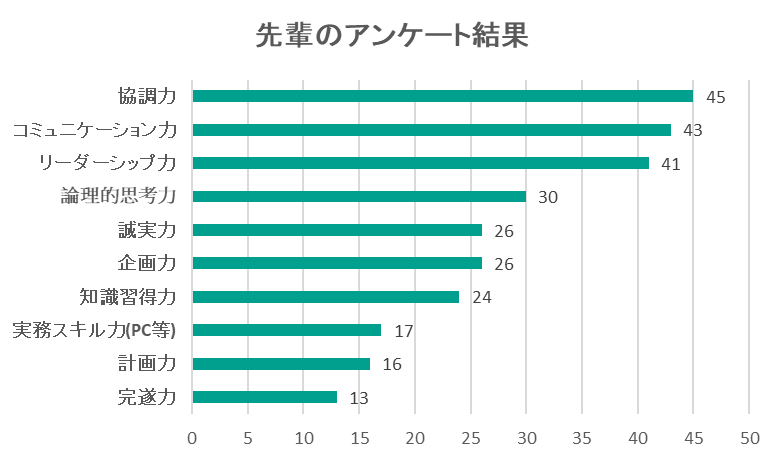 先輩のアンケート結果
協調力 45
コミュニケーション力 43
リーダーシップ力 41
論理的思考力 30
誠実力 26
企画力 26
知識習得力 24
実務スキル力(PC等) 17
計画力 16
完遂力 13
0 5 10 15 20 25 30 35 40 45 50